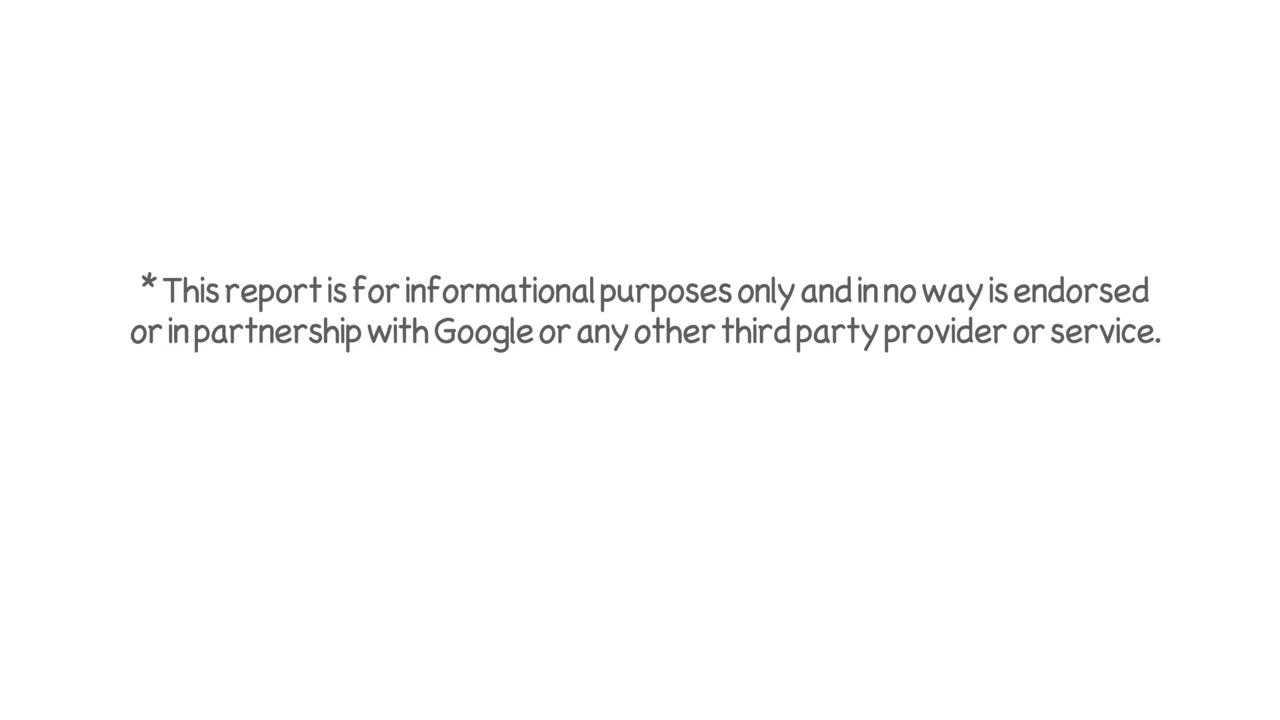 * This report is for informational purposes only and in no way is endorsed
or in partnership with Google or any other third party provider or service.